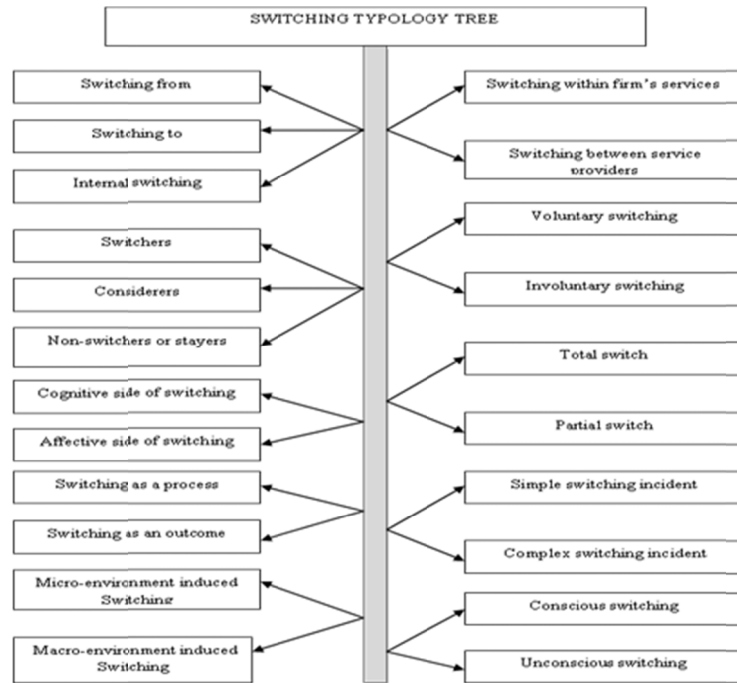 SWITCHING TYPOLOGY TREE
Switching from
Switching to
Internal switching
Switchers
Considerers
Non-switchers or stayers
Cognitive side of switching
Affective side of switching
Switching as a process
Switching as an outcome
Micro-environment induced
Switching
Macro-environment induced
Switching
Switching within firm's services
Switching between service
providers
Voluntary switching
Involuntary switching
Total switch
Partial switch
Simple switching incident
Complex switching incident
Conscious switching
Unconscious switching